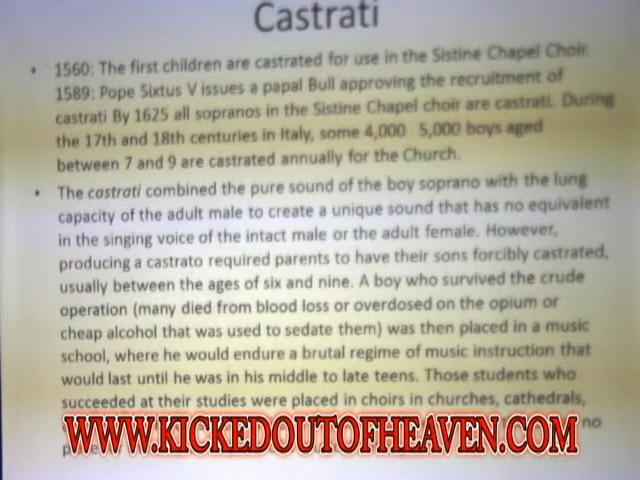 Castrati
• 1560: The first children are castrated for use in the Sistine Chapel Choir.
1589: Pope Sixtus V issues a papal Bull approving the recruitment of
castrati By 1625 all sopranos in the Sistine Chapel choir are castrati. During
the 17th and 18th centuries in Italy, some 4,000 5,000 boys aged
between 7 and 9 are castrated annually for the Church.
• The castrati combined the pure sound of the boy soprano with the lung
capacity of the adult male to create a unique sound that has no equivalent
in the singing voice of the intact male or the adult female. However,
producing a castrato required parents to have their sons forcibly castrated,
usually between the ages of six and nine. A boy who survived the crude
operation (many died from blood loss or overdosed on the opium or
cheap alcohol that was used to sedate them) was then placed in a music
school, where he would endure a brutal regime of music instruction that
would last until he was in his middle to late teens. Those students who
succeeded at their studies were placed in choirs in churches, cathedrals,
no
WWW.KICKEDOUTOFHEAVEN.COM